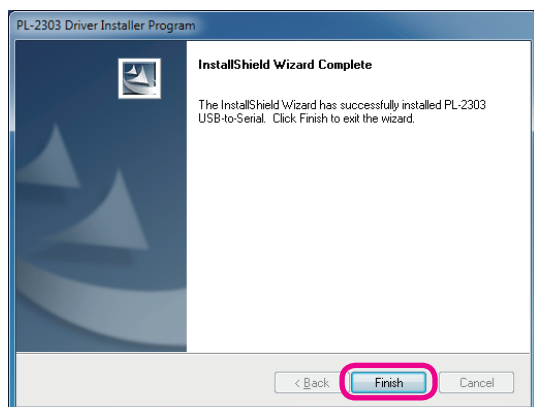 PL-2303 Driver Installer Program
InstallShield Wizard Complete
The InstallShield Wizard has successfully installed PL-2303
USB-to-Serial. Click Finish to exit the wizard.
< Back
Finish
Cancel